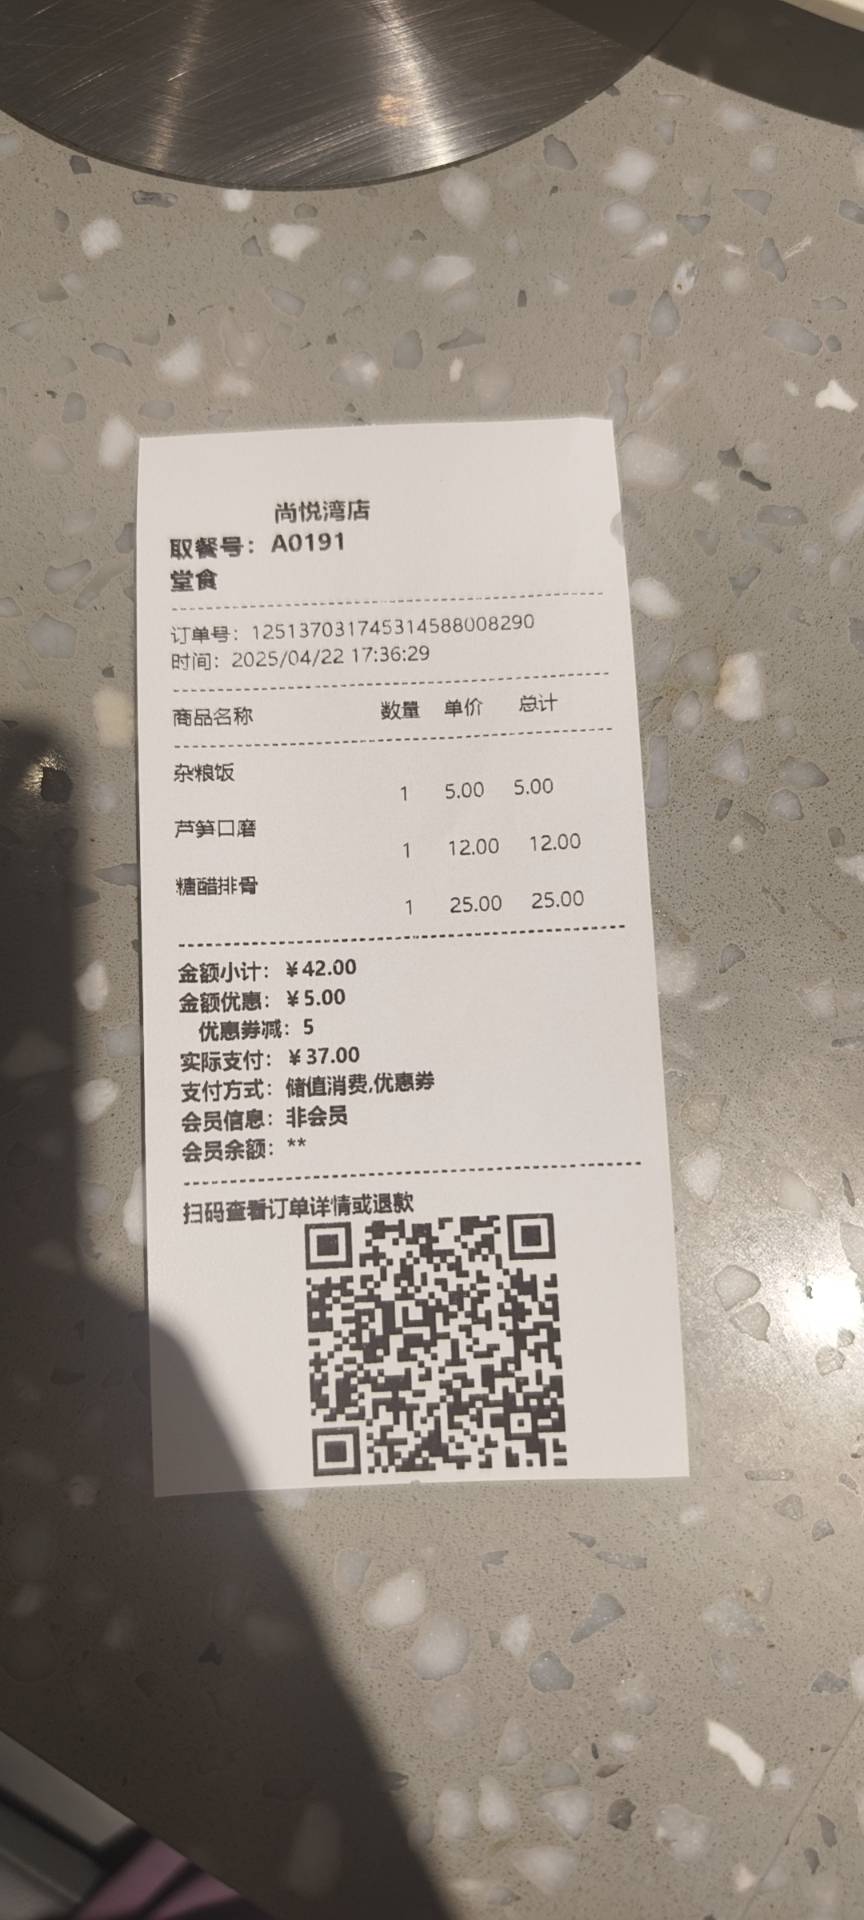 尚悦湾店
取餐号：A0191
堂食
订单号：125137031745314588008290
时间：2025/04/22 17:36:29
商品名称 数量 单价 总计
杂粮饭
1 5.00 5.00
芦笋口磨
1 12.00 12.00
糖醋排骨
1 25.00 25.00
金额小计：￥42.00
金额优惠：￥5.00
优惠券减：5
实际支付：￥37.00
支付方式：储值消费,优惠券
会员信息：非会员
会员余额：**
扫码查看订单详情或退款